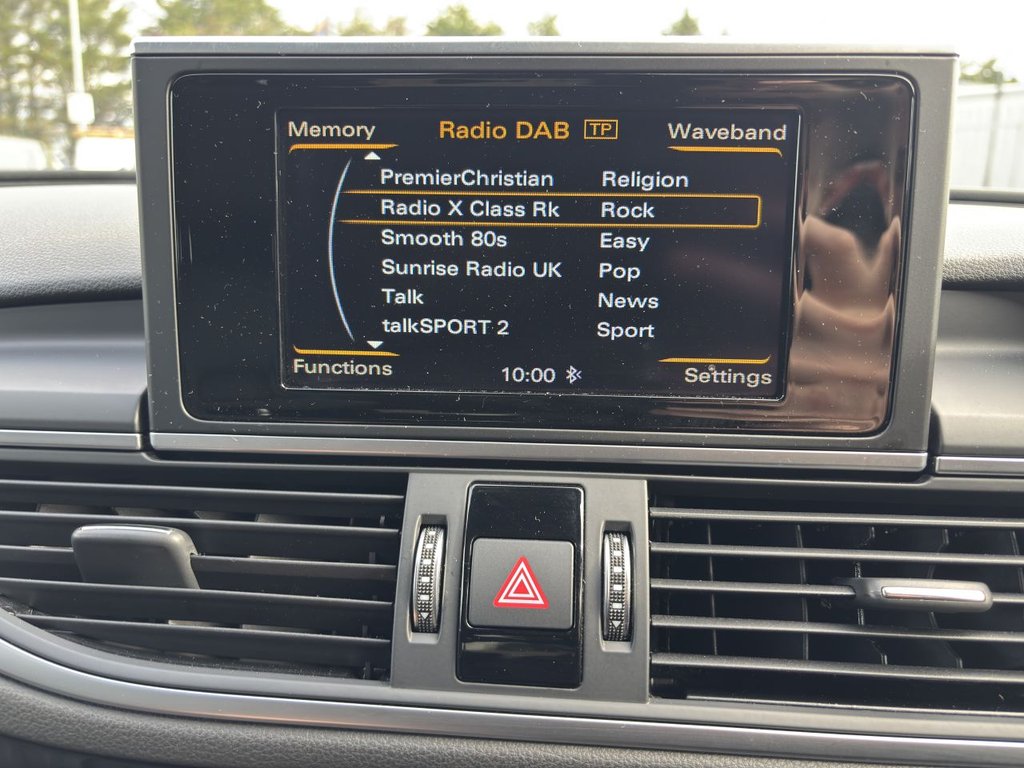 Memory Radio DAB TP Waveband
PremierChristian Religion
Radio X Class Rk Rock
Smooth 80s Easy
Sunrise Radio UK Pop
Talk News
talkSPORT 2 Sport
Functions 10:00 Settings